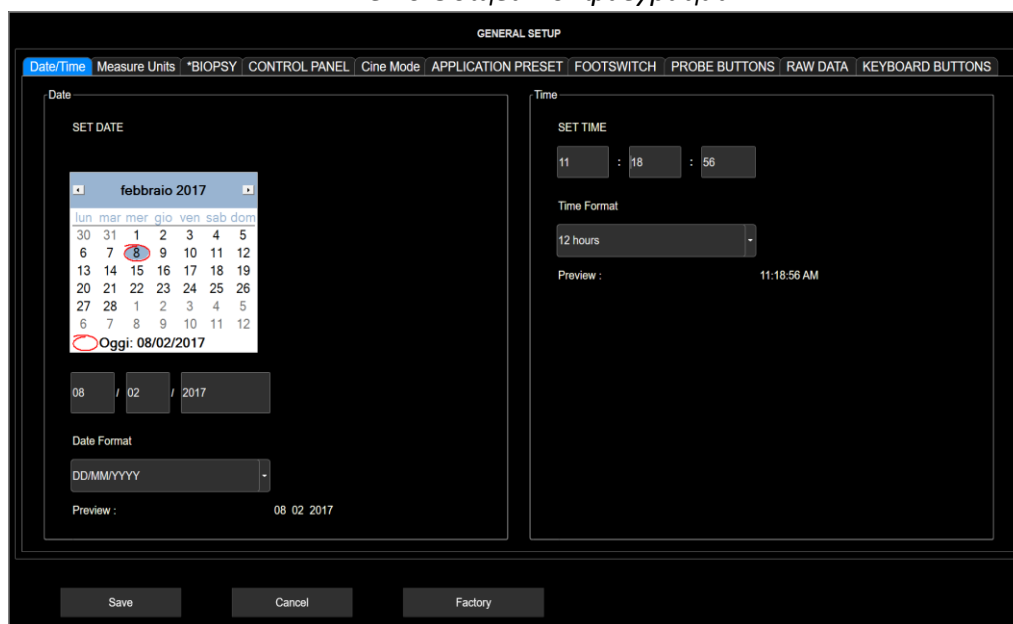 GENERAL SETUP
Date/Time Measure Units *BIOPSY CONTROL PANEL Cine Mode APPLICATION PRESET FOOTSWITCH PROBE BUTTONS RAW DATA KEYBOARD BUTTONS
Date
SET DATE
febbraio 2017
lun mar mer gio ven sab dom
30 31 1 2 3 4 5
6 7 8 9 10 11 12
13 14 15 16 17 18 19
20 21 22 23 24 25 26
27 28 1 2 3 4 5
6 7 8 9 10 11 12
Oggi: 08/02/2017
08 / 02 / 2017
Date Format
DD/MM/YYYY
Preview : 08 02 2017
Time
SET TIME
11 : 18 : 56
Time Format
12 hours
Preview : 11:18:56 AM
Save Cancel Factory